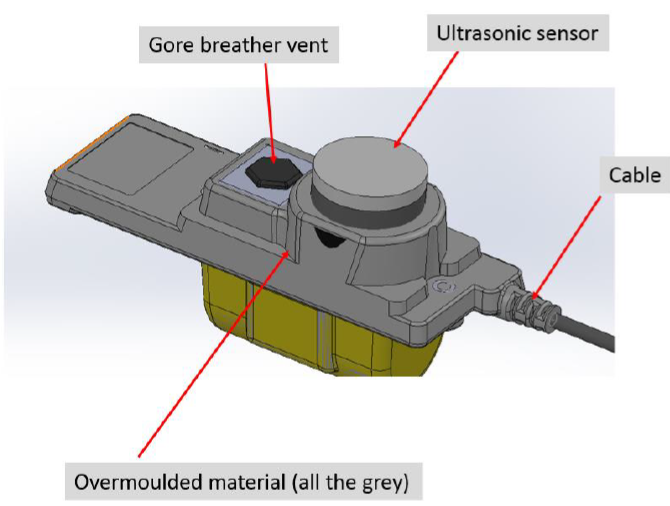 Ultrasonic sensor
Gore breather vent
Cable
Overmoulded material (all the grey)